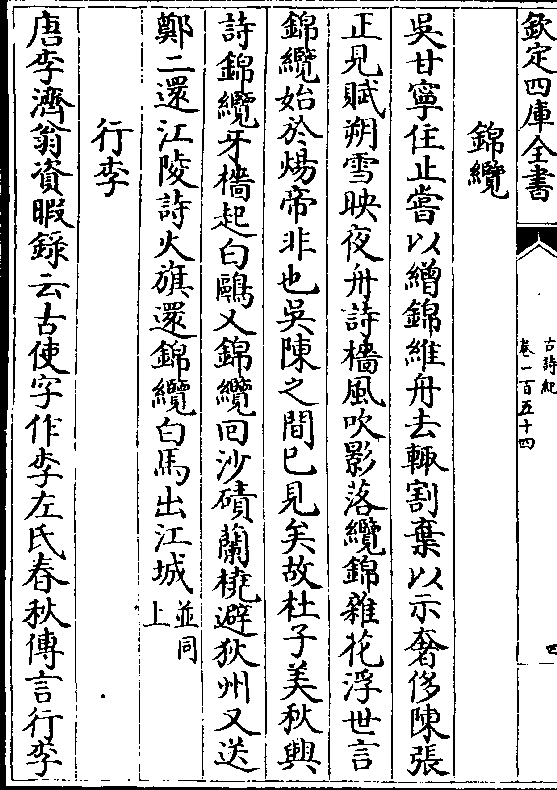 欽定四庫全書
古詩紀
卷一百五十四
四
錦纜
吳甘寧住止嘗以繒錦維舟去輙割棄以示奢侈陳張
正見賦朔雪映夜舟詩檣風吹影落纜錦雜花浮世言
錦纜始於煬帝非也吳陳之間已見矣故杜子美秋興
詩錦纜牙檣起白鷗又錦纜回沙磧蘭橈避荻州又送
鄭二還江陵詩火旗還錦纜白馬出江城並同上
行李
唐李濟翁資暇錄云古使字作李左氏春秋傳言行李